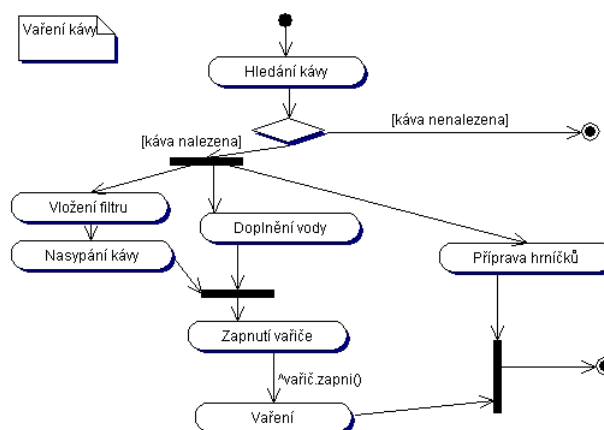 Vaření kávy
Hledání kávy
[káva nenalezena]
[káva nalezena]
Vložení filtru
Doplnění vody
Nasypání kávy
Příprava hrníčků
Zapnutí vařiče
^vařič.zapni()
Vaření